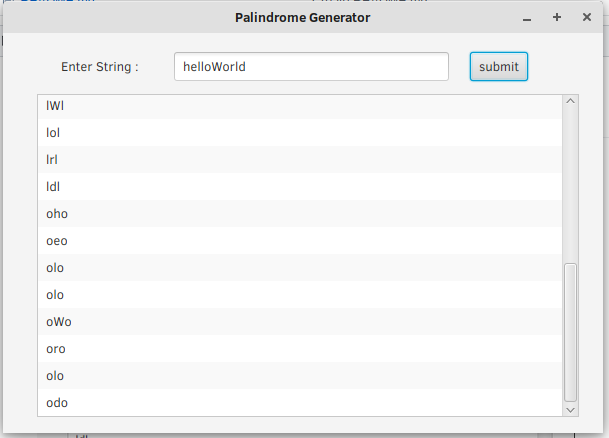 Palindrome Generator
Enter String :
helloWorld
submit
lWl
lol
lrl
ldl
oho
oeo
olo
olo
oWo
oro
olo
odo